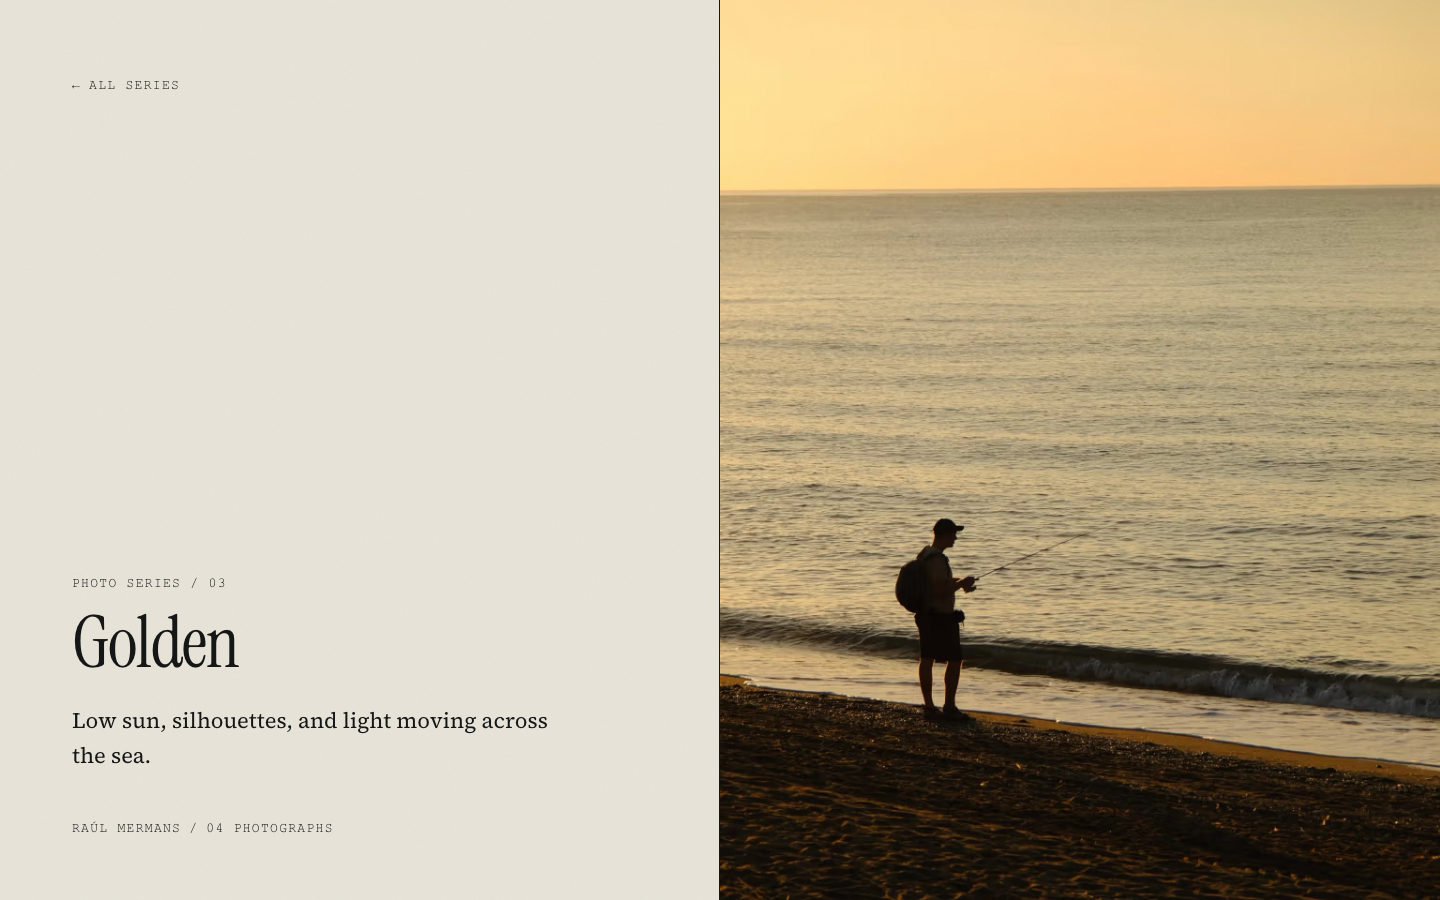 ← ALL SERIES
PHOTO SERIES / 03
Golden
Low sun, silhouettes, and light moving across
the sea.
RAÚL MERMANS / 04 PHOTOGRAPHS